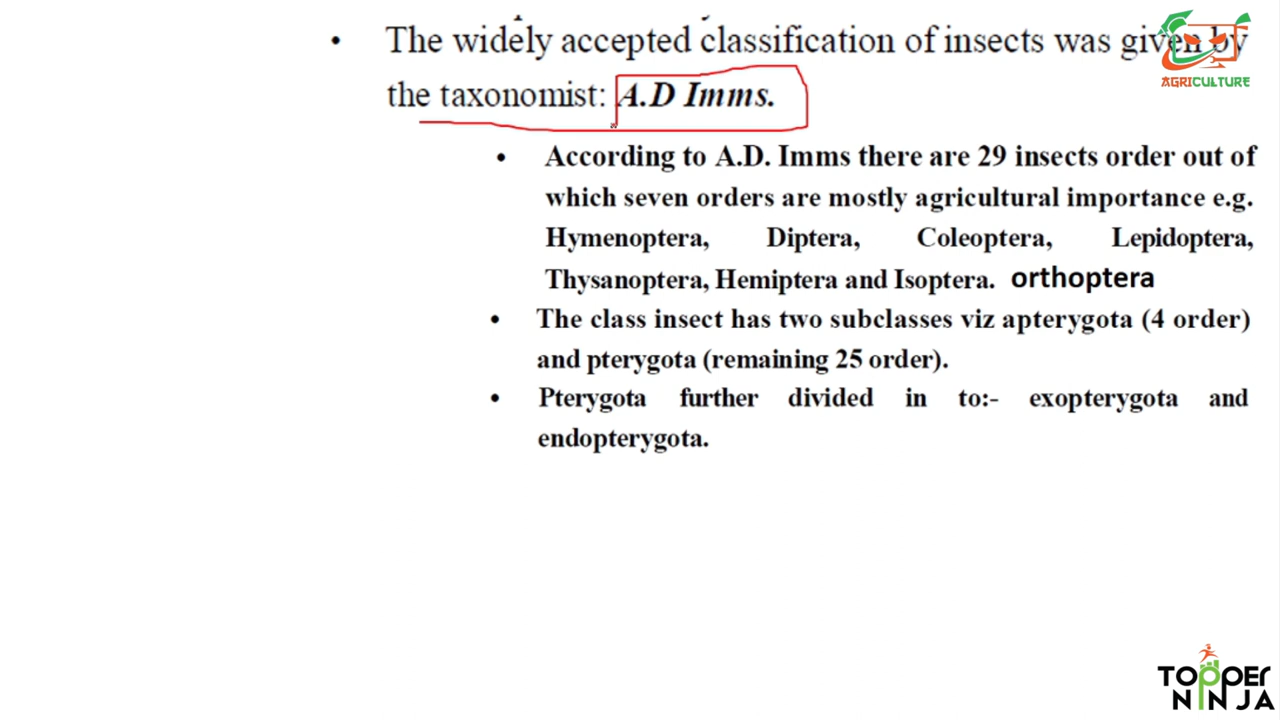 • The widely accepted classification of insects was given by
the taxonomist: A.D Imms.
• According to A.D. Imms there are 29 insects order out of
which seven orders are mostly agricultural importance e.g.
Hymenoptera, Diptera, Coleoptera, Lepidoptera,
Thysanoptera, Hemiptera and Isoptera. orthoptera
• The class insect has two subclasses viz apterygota (4 order)
and pterygota (remaining 25 order).
• Pterygota further divided in to:- exopterygota and
endopterygota.
AGRICULTURE
TOPPER
NINJA